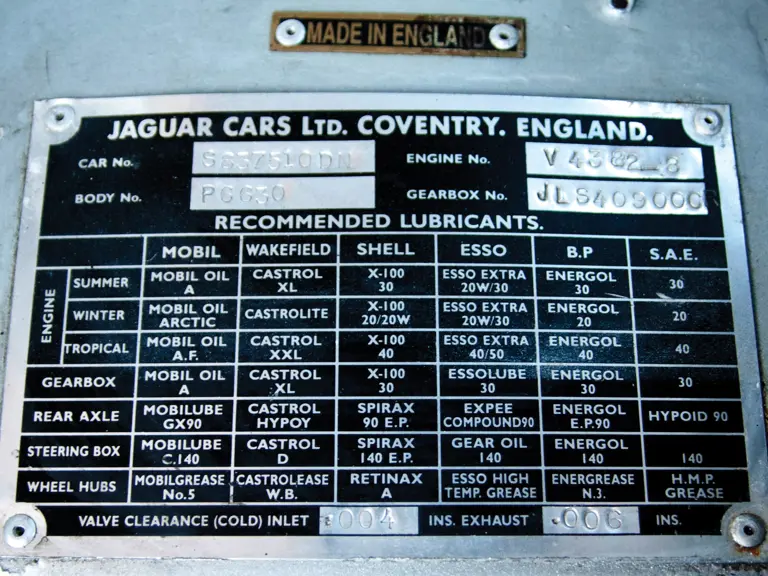 MADE IN ENGLAND
JAGUAR CARS LTD. COVENTRY. ENGLAND.
CAR No. S837510DN ENGINE No. V4382-8
BODY No. GEARBOX No.
RECOMMENDED LUBRICANTS.
MOBIL WAKEFIELD SHELL ESSO B.P S.A.E.
ENGINE
SUMMER MOBIL OIL A CASTROL XL X-100 30 ESSO EXTRA 20W/30 ENERGOL 30 30
WINTER MOBIL OIL ARCTIC CASTROLITE X-100 20/20W ESSO EXTRA 20W/30 ENERGOL 20 20
TROPICAL MOBIL OIL A.F. CASTROL XXL X-100 40 ESSO EXTRA 40/50 ENERGOL 40 40
GEARBOX MOBIL OIL A CASTROL XL X-100 30 ESSOLUBE 30 ENERGOL 30 30
REAR AXLE MOBILUBE GX90 CASTROL HYPOY SPIRAX 90 E.P. EXPEE COMPOUND90 ENERGOL E.P.90 HYPOID 90
STEERING BOX MOBILUBE C.140 CASTROL D SPIRAX 140 E.P. GEAR OIL 140 ENERGOL 140 140
WHEEL HUBS MOBILGREASE No.5 CASTROLEASE W.B. RETINAX A ESSO HIGH TEMP. GREASE ENERGREASE N.3. H.M.P. GREASE
VALVE CLEARANCE (COLD) INLET .004 INS. EXHAUST .006 INS.